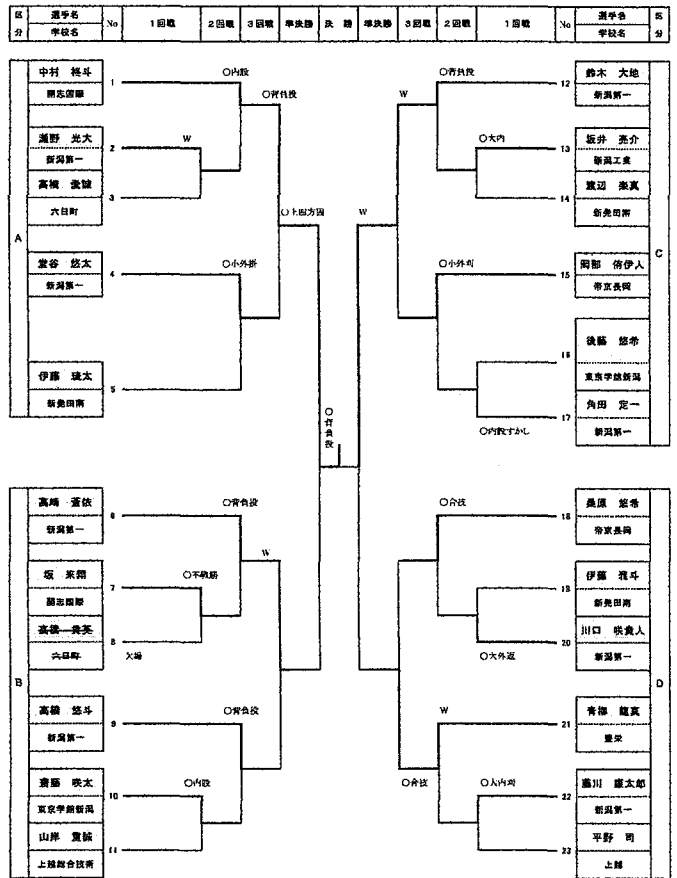 区分 選手名 学校名 No 1回戦 2回戦 3回戦 準決勝 決勝 準決勝 3回戦 2回戦 1回戦 No 選手名 学校名 区分
A
中村 柊斗
開志国際
1
○内股
○背負投
新潟第一
2
W
六日町
3
○上四方固
堂谷 悠太
新潟第一
4
○小外掛
伊藤 琉太
新発田南
5
○背負投
B
高嶋 蒼依
新潟第一
6
○背負投
W
坂 来翔
開志国際
7
○不戦勝
高橋 貴英
六日町
8
欠場
高橋 悠斗
新潟第一
9
○背負投
齋藤 咲太
東京学館新潟
10
○内股
山岸
上越総合技術
11
C
鈴木 大地
新潟第一
12
○背負投
W
坂井 亮介
新潟工業
13
○大内
渡辺 楽真
新発田南
14
W
岡部 侑伊人
帝京長岡
15
○小外刈
後藤 悠希
東京学館新潟
16
角田 定一
新潟第一
17
○内股すかし
D
桑原 悠希
帝京長岡
18
○合技
伊藤 雅斗
新発田南
19
川口 咲貴人
新潟第一
20
○大外返
青柳 龍真
豊栄
21
W
○合技
藤川 康太郎
新潟第一
22
○大内刈
平野 司
上越
23